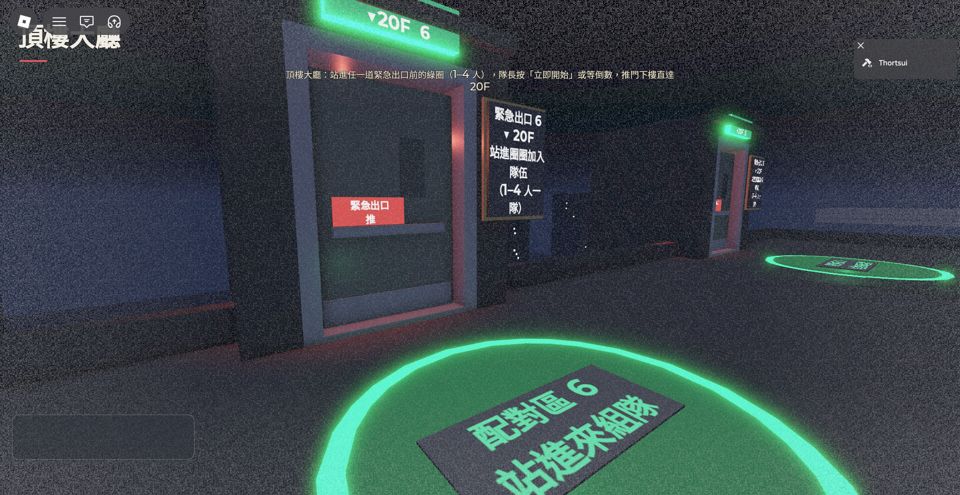 頂樓大廳
▼20F 6
頂樓大廳：站進任一道緊急出口前的綠圈（1–4 人），隊長按「立即開始」或等倒數，推門下樓直達
20F
Thortsui
緊急出口 6
▼ 20F
站進圈圈加入
隊伍
（1–4 人一
隊）
緊急出口
推
配對區 6
站進來組隊